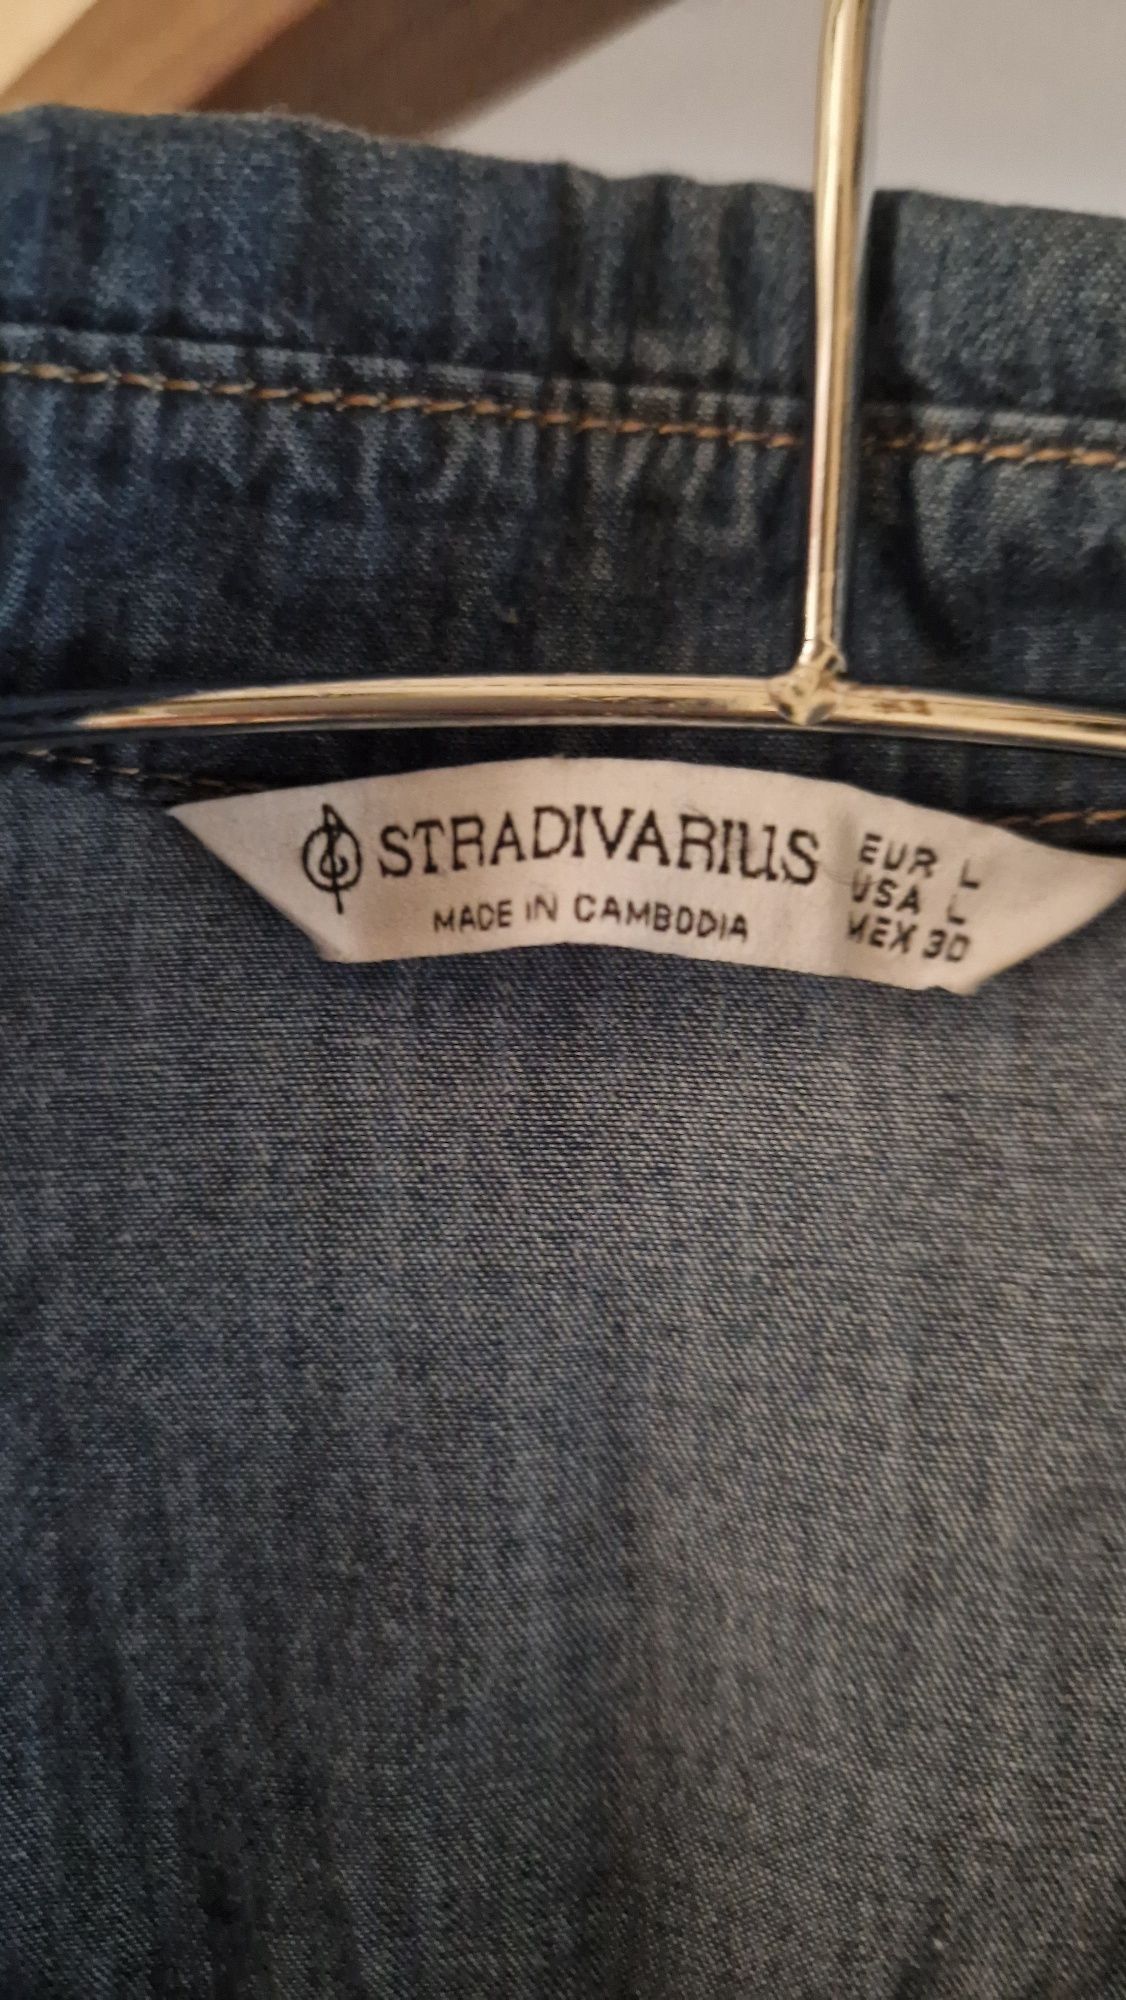 STRADIVARIUS
MADE IN CAMBODIA
EUR L
USA L
MEX 30